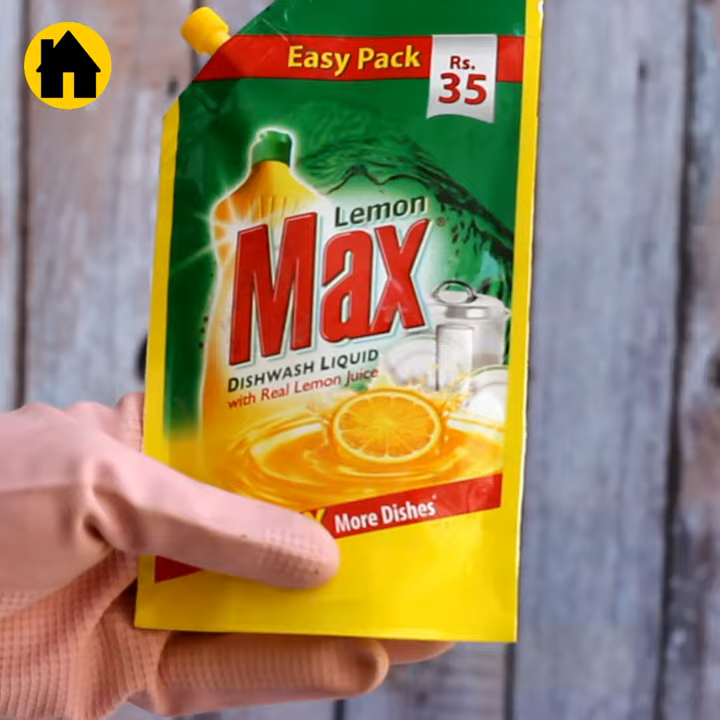 Easy Pack
Rs.
35
Lemon
Max®
DISHWASH LIQUID
with Real Lemon Juice
More Dishes*